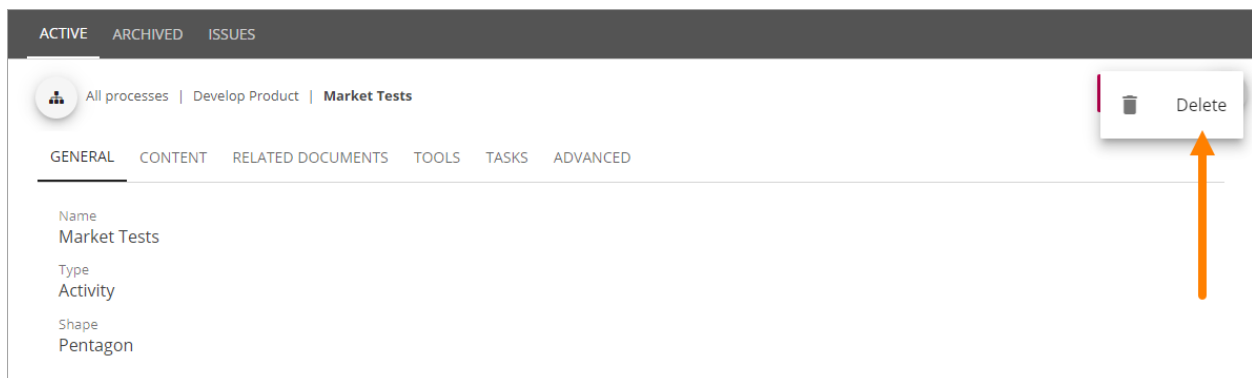 ACTIVE ARCHIVED ISSUES
All processes | Develop Product | Market Tests
Delete
GENERAL CONTENT RELATED DOCUMENTS TOOLS TASKS ADVANCED
Name
Market Tests
Type
Activity
Shape
Pentagon